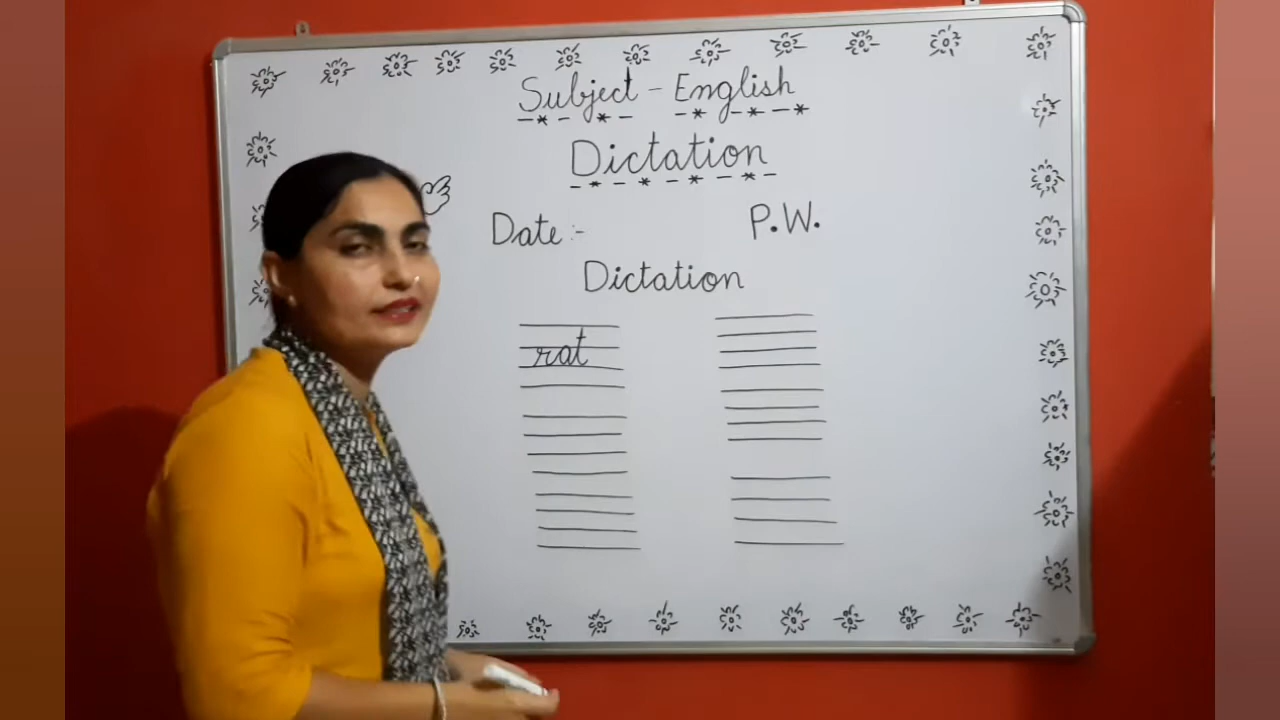 Subject - English
Dictation
Date :- P.W.
Dictation
rat